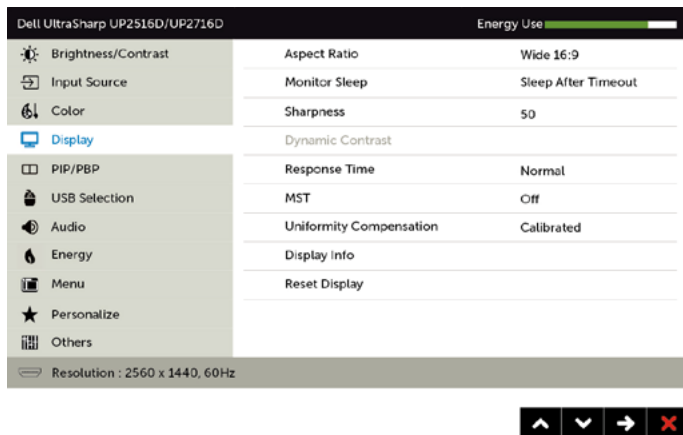 Dell UltraSharp UP2516D/UP2716D Energy Use
Brightness/Contrast Aspect Ratio Wide 16:9
Input Source Monitor Sleep Sleep After Timeout
Color Sharpness 50
Display Dynamic Contrast
PIP/PBP Response Time Normal
USB Selection MST Off
Audio Uniformity Compensation Calibrated
Energy Display Info
Menu Reset Display
Personalize
Others
Resolution : 2560 x 1440, 60Hz